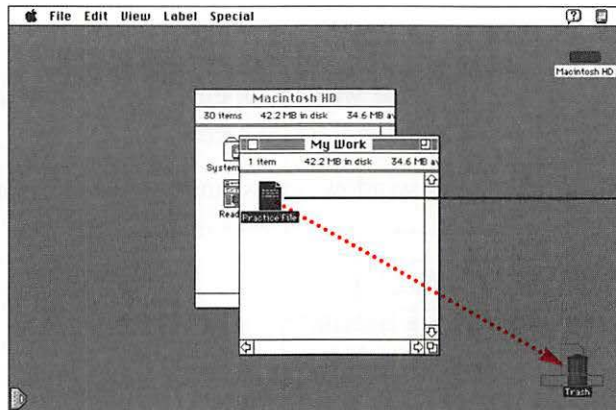 File Edit View Label Special
Macintosh HD
Macintosh HD
30 items 42.2 MB in disk 34.6 MB av
My Work
1 item 42.2 MB in disk 34.6 MB av
System
Read
Practice File
Trash